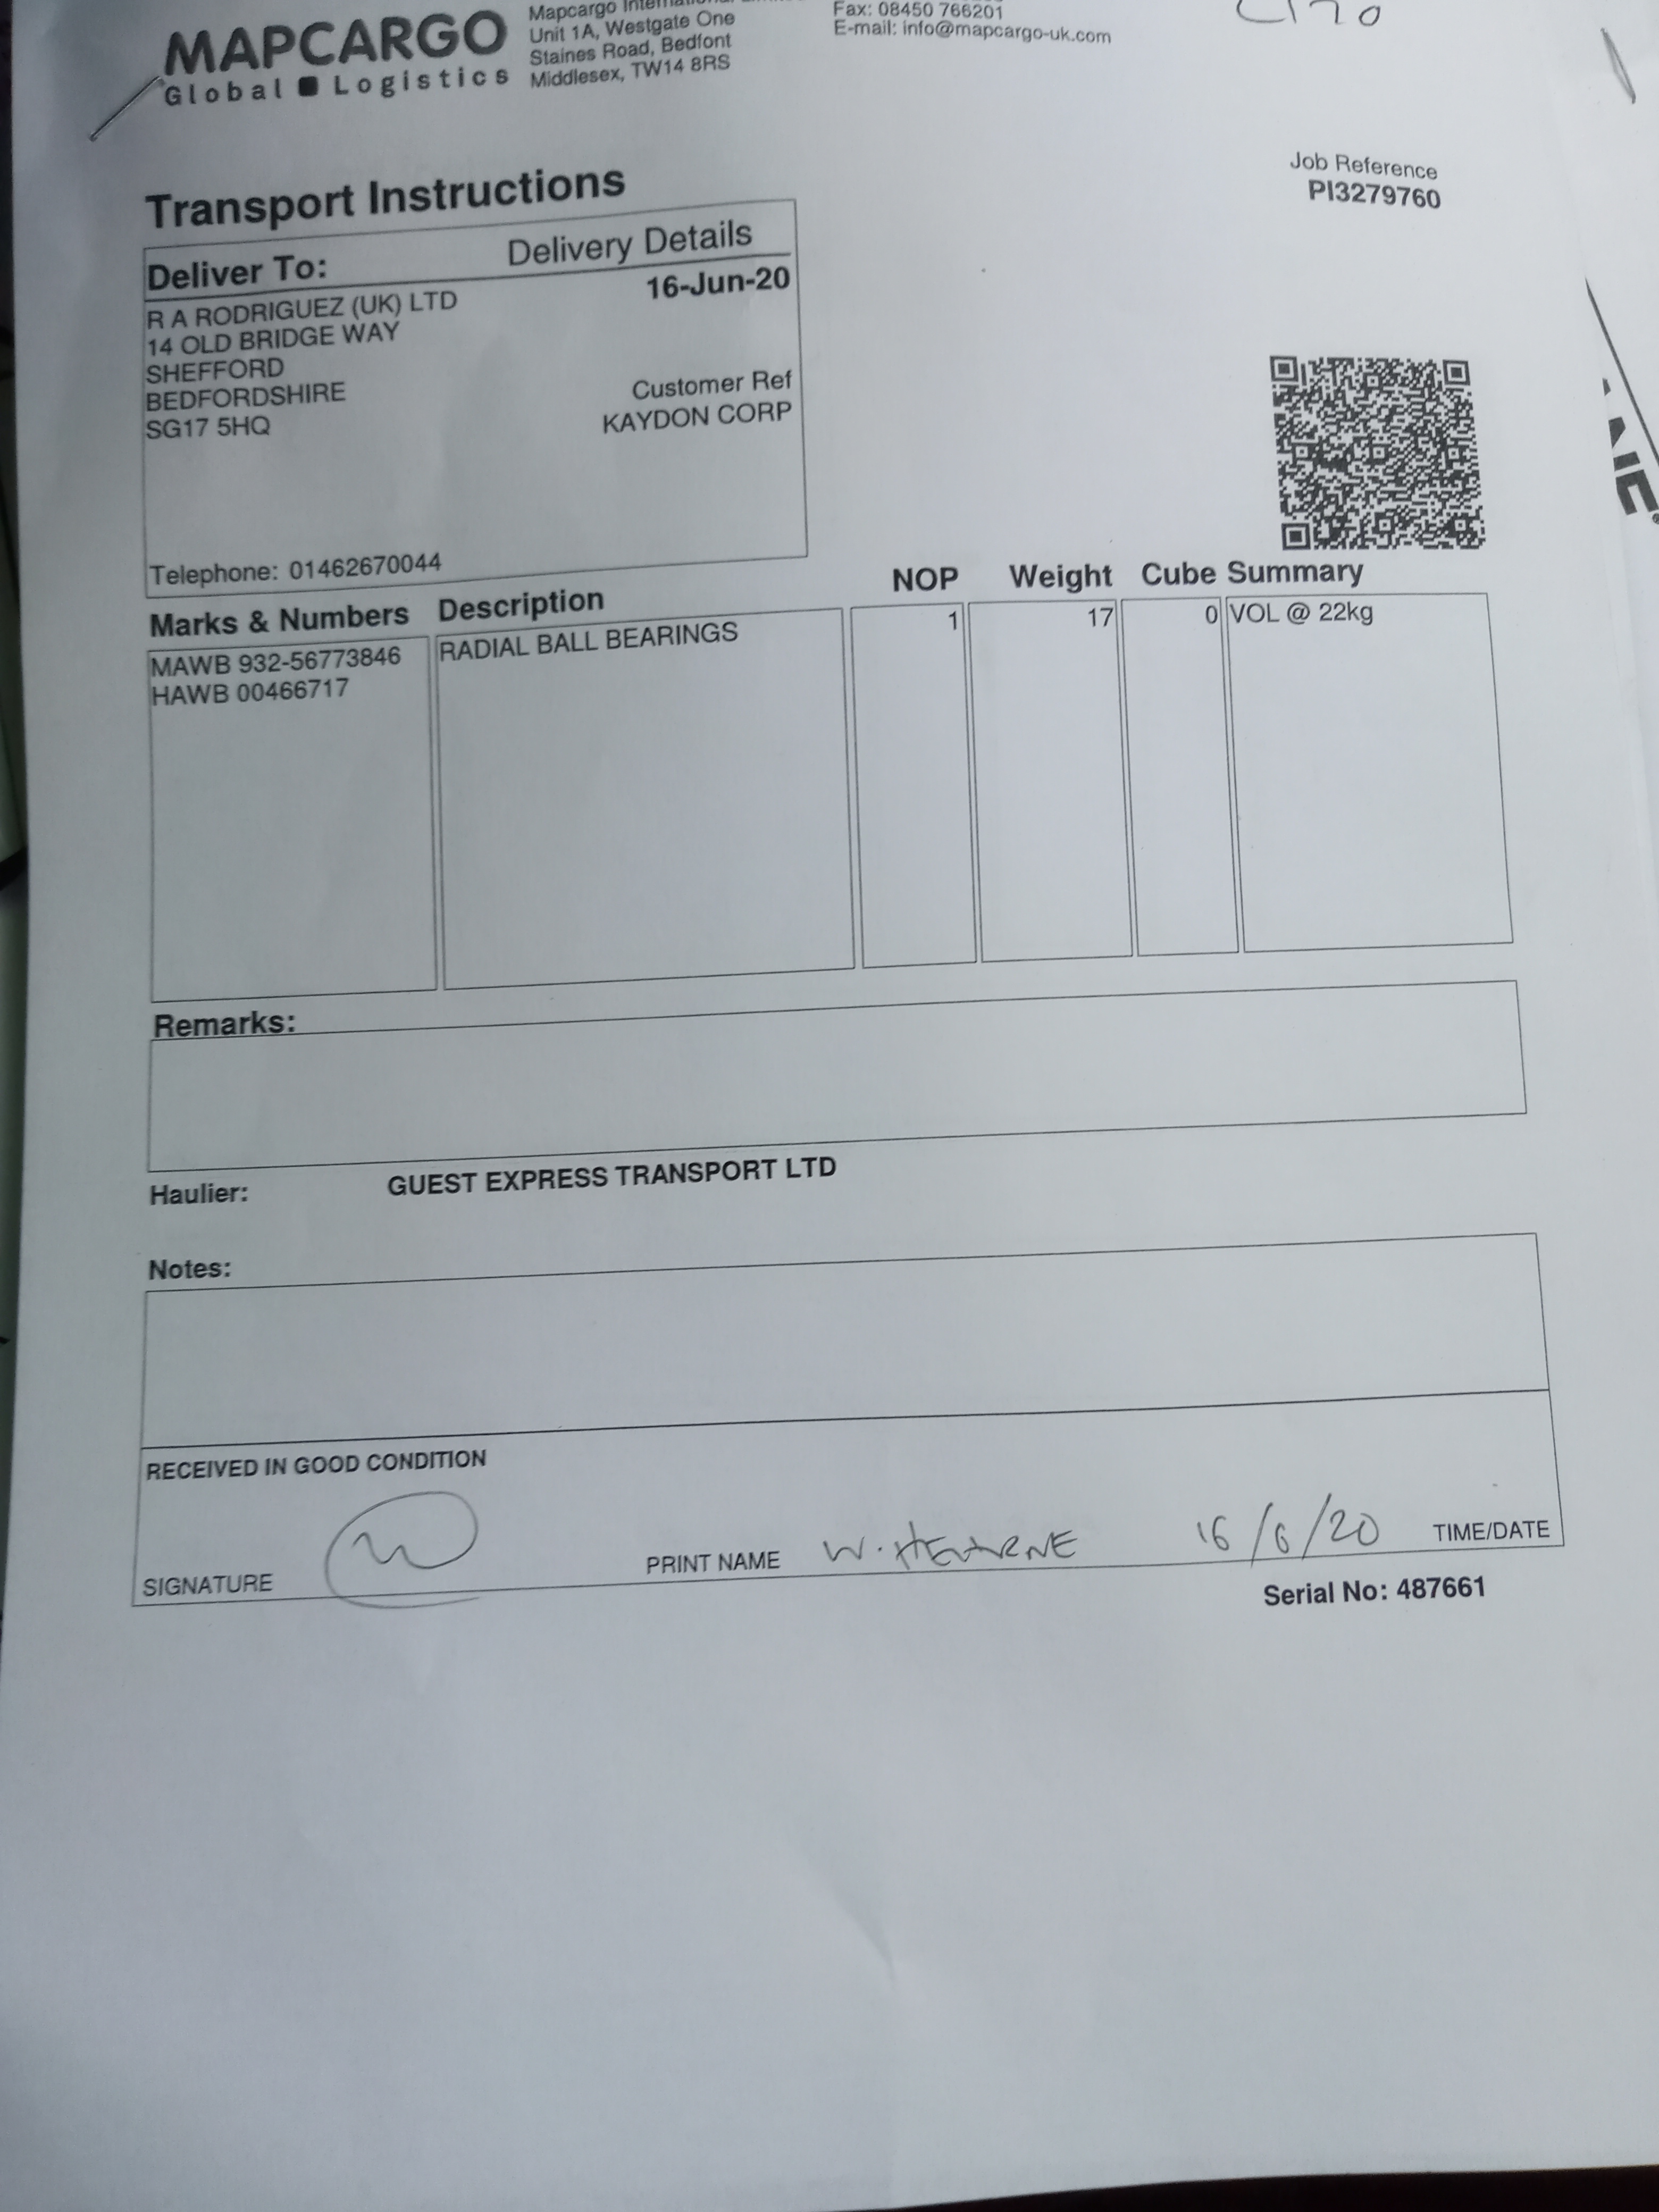 MAPCARGO
Global Logistics
Mapcargo
Unit 1A, Westgate One
Staines Road, Bedfont
Middlesex, TW14 8RS
Fax: 08450 766201
E-mail: info@mapcargo-uk.com
Job Reference
PI3279760
Transport Instructions
Deliver To: Delivery Details
16-Jun-20
R A RODRIGUEZ (UK) LTD
14 OLD BRIDGE WAY
SHEFFORD
BEDFORDSHIRE
SG17 5HQ
Customer Ref
KAYDON CORP
Telephone: 01462670044
Marks & Numbers Description NOP Weight Cube Summary
MAWB 932-56773846 RADIAL BALL BEARINGS 1 17 0 VOL @ 22kg
HAWB 00466717
Remarks:
Haulier: GUEST EXPRESS TRANSPORT LTD
Notes:
RECEIVED IN GOOD CONDITION
SIGNATURE PRINT NAME W. HEARNE 16/6/20 TIME/DATE
Serial No: 487661